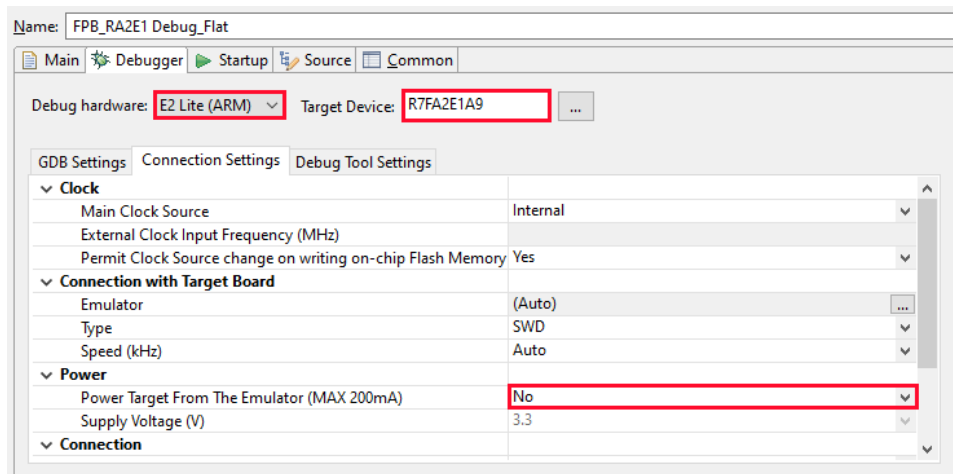 Name: FPB_RA2E1 Debug_Flat
Main Debugger Startup Source Common
Debug hardware: E2 Lite (ARM) Target Device: R7FA2E1A9 ...
GDB Settings Connection Settings Debug Tool Settings
Clock
Main Clock Source Internal
External Clock Input Frequency (MHz)
Permit Clock Source change on writing on-chip Flash Memory Yes
Connection with Target Board
Emulator (Auto) ...
Type SWD
Speed (kHz) Auto
Power
Power Target From The Emulator (MAX 200mA) No
Supply Voltage (V) 3.3
Connection